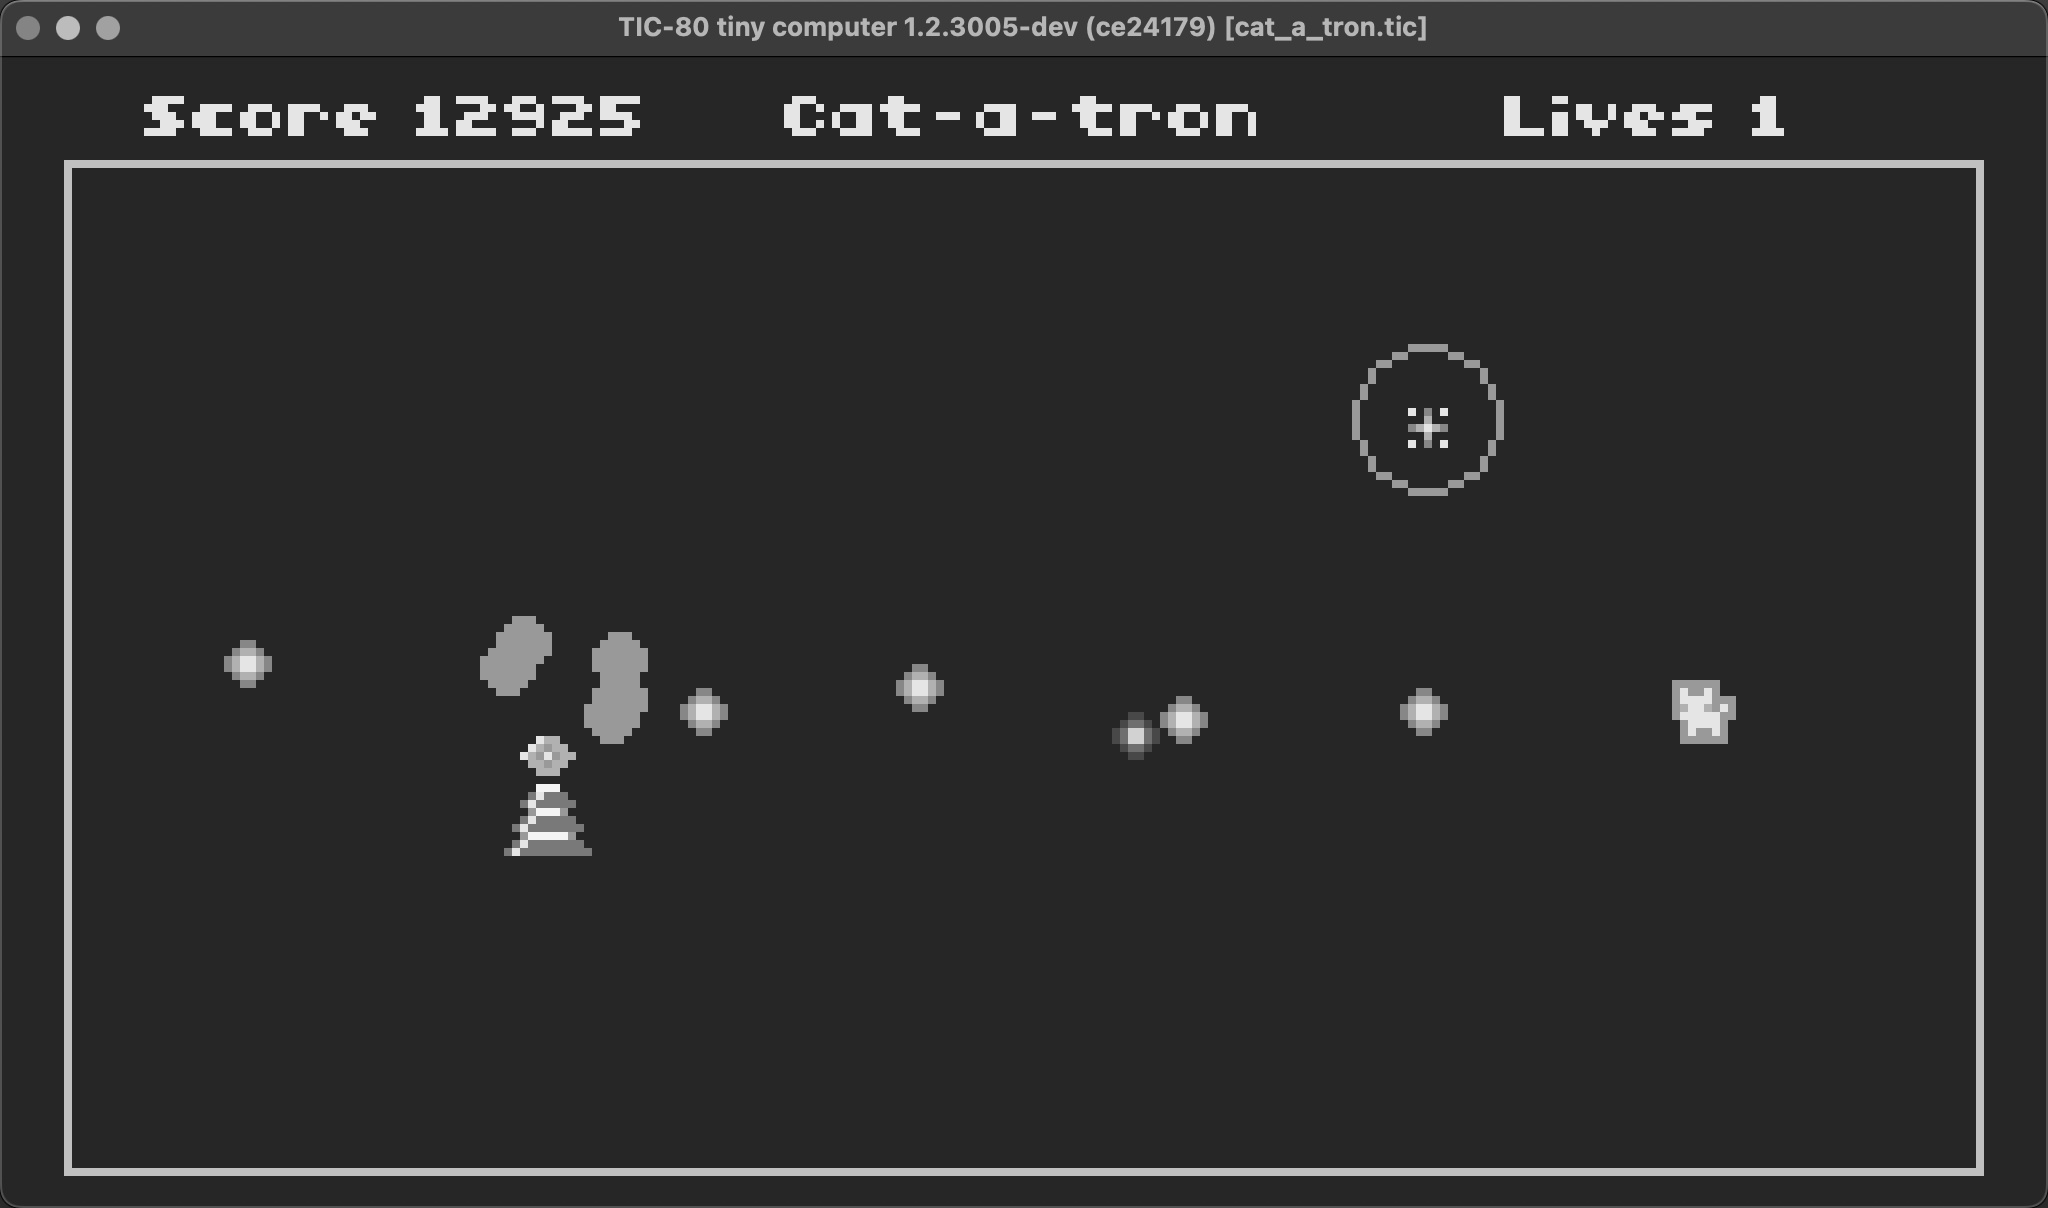 TIC-80 tiny computer 1.2.3005-dev (ce24179) [cat_a_tron.tic]
Score 12925 Cat-a-tron Lives 1